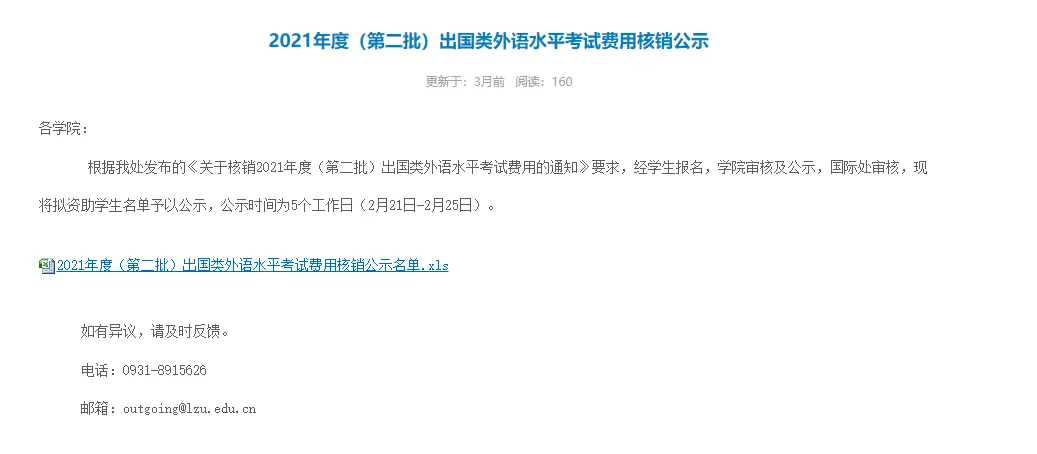 2021年度（第二批）出国类外语水平考试费用核销公示
更新于：3月前 阅读：160
各学院：
根据我处发布的《关于核销2021年度（第二批）出国类外语水平考试费用的通知》要求，经学生报名，学院审核及公示，国际处审核，现
将拟资助学生名单予以公示，公示时间为5个工作日（2月21日-2月25日）。
2021年度（第二批）出国类外语水平考试费用核销公示名单.xls
如有异议，请及时反馈。
电话：0931-8915626
邮箱：outgoing@lzu.edu.cn